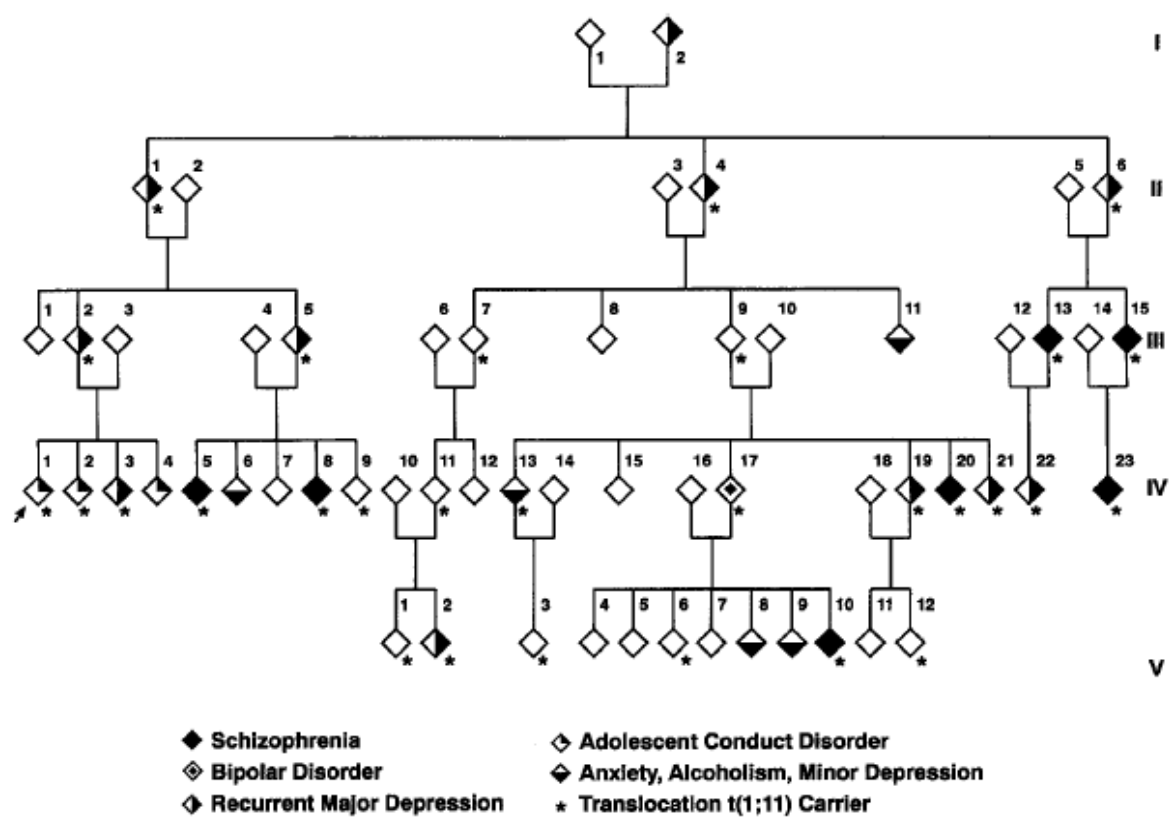 I
1 2
1 2 3 4 5 6
II
* * *
1 2 3 4 5 6 7 8 9 10 11 12 13 14 15
III
* * * * * *
1 2 3 4 5 6 7 8 9 10 11 12 13 14 15 16 17 18 19 20 21 22 23
IV
* * * * * * * * * * * * * *
1 2 3 4 5 6 7 8 9 10 11 12
* * * * * *
V
Schizophrenia
Bipolar Disorder
Recurrent Major Depression
Adolescent Conduct Disorder
Anxiety, Alcoholism, Minor Depression
* Translocation t(1;11) Carrier